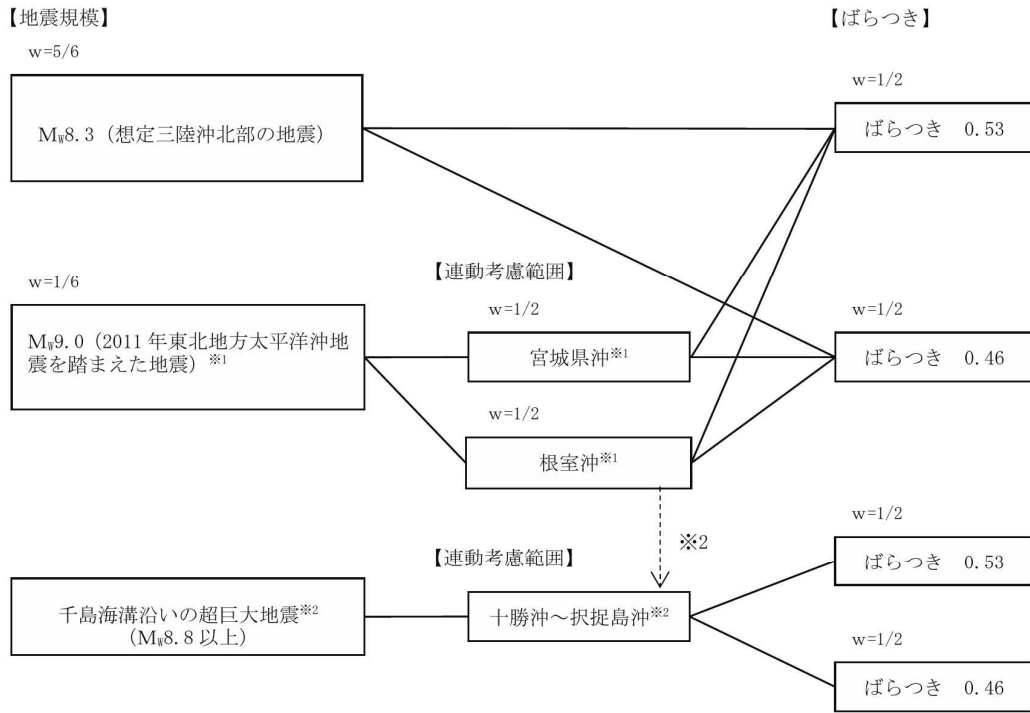 【地震規模】
【ばらつき】
w=5/6
w=1/2
MW8.3（想定三陸沖北部の地震）
ばらつき 0.53
【連動考慮範囲】
w=1/6
w=1/2
w=1/2
MW9.0（2011年東北地方太平洋沖地
震を踏まえた地震）※1
宮城県沖※1
ばらつき 0.46
w=1/2
根室沖※1
w=1/2
※2
【連動考慮範囲】
ばらつき 0.53
千島海溝沿いの超巨大地震※2
（MW8.8以上）
十勝沖～択捉島沖※2
w=1/2
ばらつき 0.46